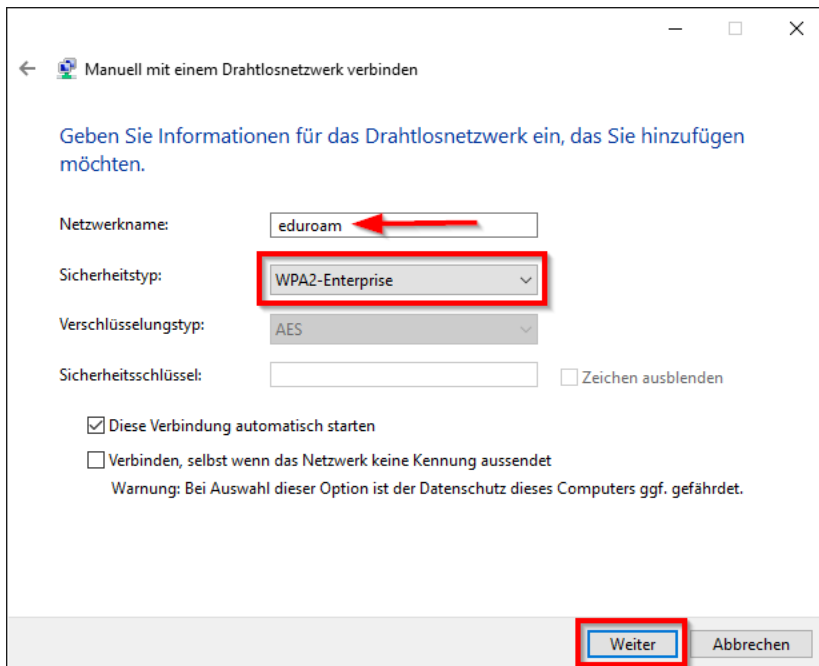 Manuell mit einem Drahtlosnetzwerk verbinden
Geben Sie Informationen für das Drahtlosnetzwerk ein, das Sie hinzufügen
möchten.
Netzwerkname:
eduroam
Sicherheitstyp:
WPA2-Enterprise
Verschlüsselungstyp:
AES
Sicherheitsschlüssel:
Zeichen ausblenden
Diese Verbindung automatisch starten
Verbinden, selbst wenn das Netzwerk keine Kennung aussendet
Warnung: Bei Auswahl dieser Option ist der Datenschutz dieses Computers ggf. gefährdet.
Weiter
Abbrechen